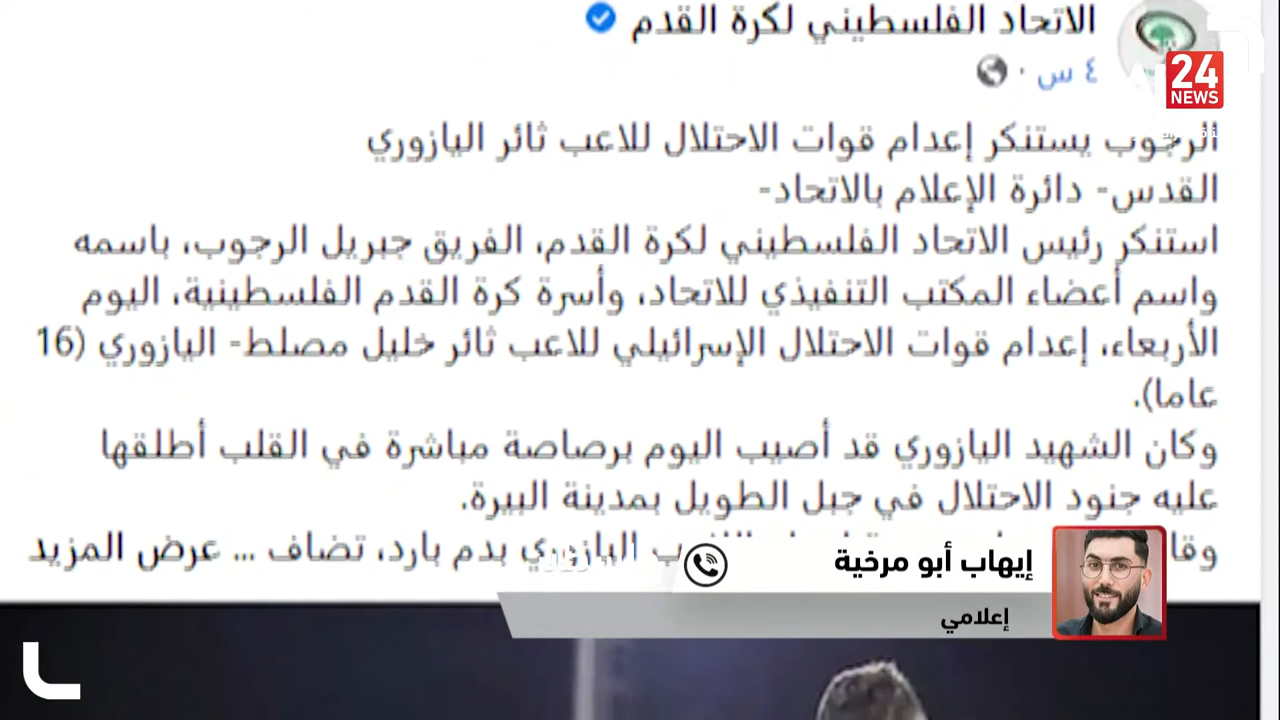 الاتحاد الفلسطيني لكرة القدم
٤ س ·
24
NEWS
الرجوب يستنكر إعدام قوات الاحتلال للاعب ثائر اليازوري
القدس- دائرة الإعلام بالاتحاد-
استنكر رئيس الاتحاد الفلسطيني لكرة القدم، الفريق جبريل الرجوب، باسمه
واسم أعضاء المكتب التنفيذي للاتحاد، وأسرة كرة القدم الفلسطينية، اليوم
الأربعاء، إعدام قوات الاحتلال الإسرائيلي للاعب ثائر خليل مصلط- اليازوري (16
عاما).
وكان الشهيد اليازوري قد أصيب اليوم برصاصة مباشرة في القلب أطلقها
عليه جنود الاحتلال في جبل الطويل بمدينة البيرة.
اليازوري بدم بارد، تضاف ... عرض المزيد
إيهاب أبو مرخية
إعلامي